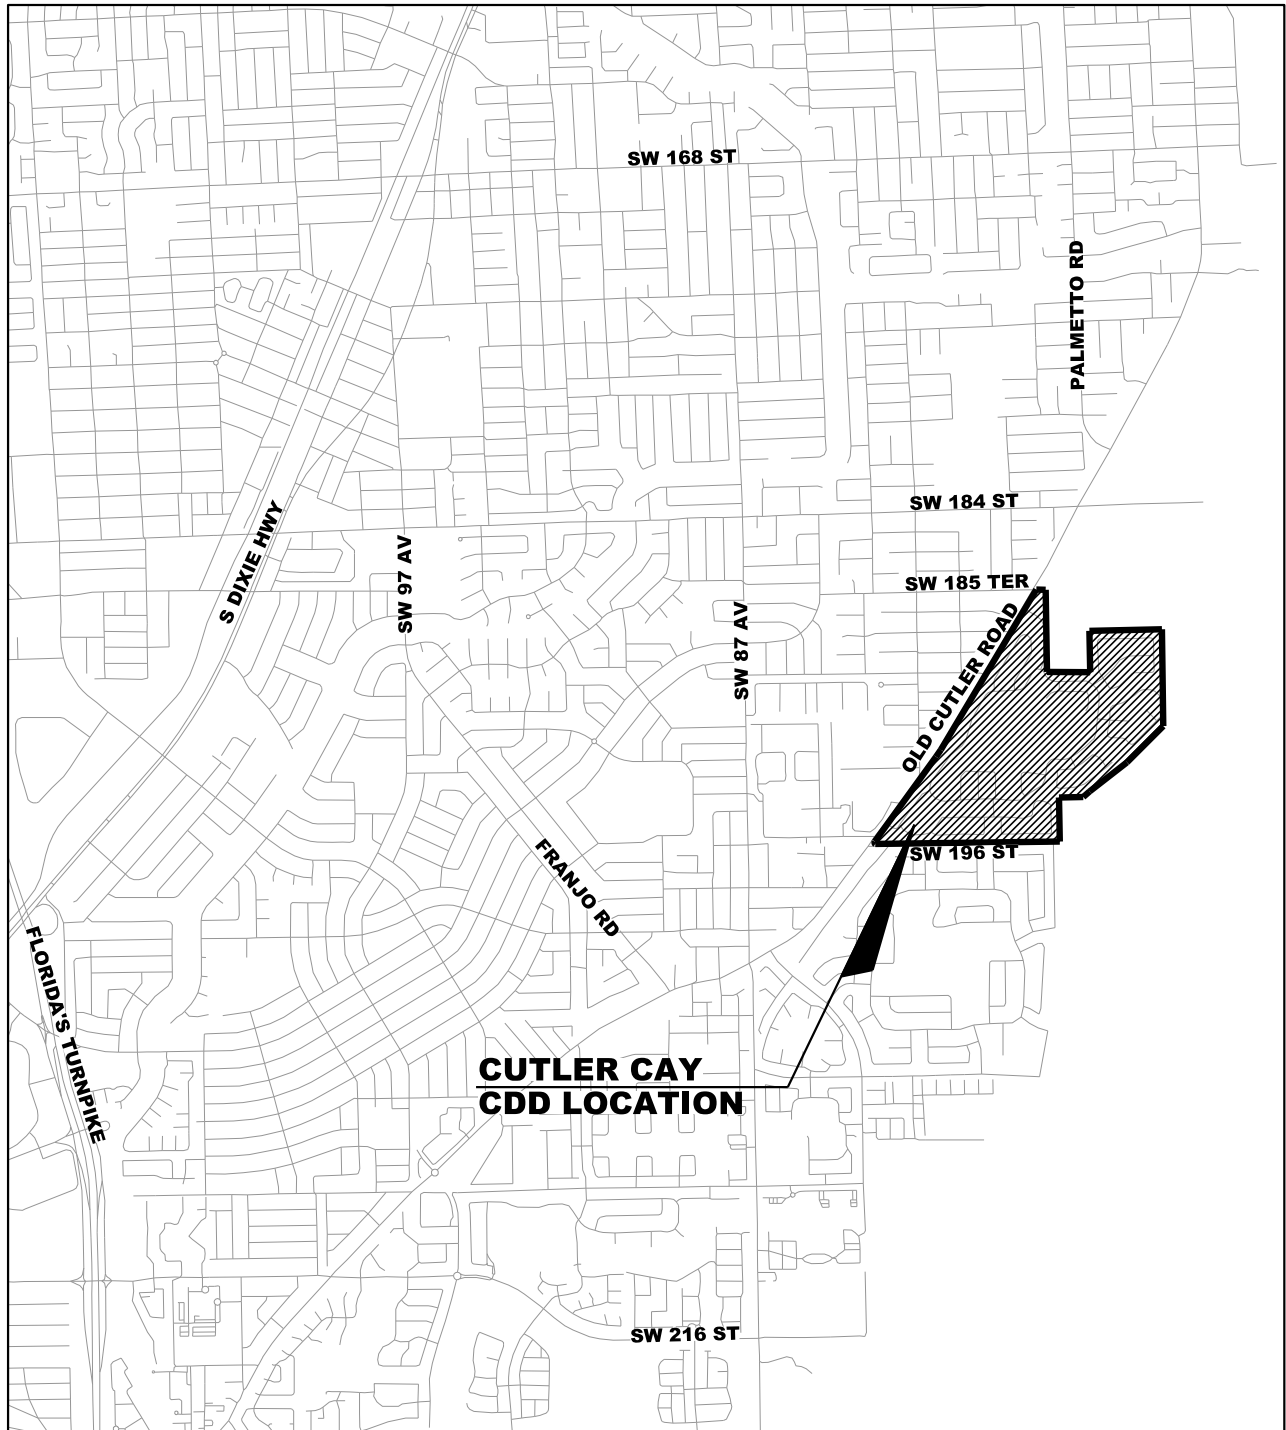 SW 168 ST
PALMETTO RD
SW 184 ST
S DIXIE HWY
SW 97 AV
SW 185 TER
SW 87 AV
OLD CUTLER ROAD
FRANJO RD
SW 196 ST
FLORIDA'S TURNPIKE
CUTLER CAY
CDD LOCATION
SW 216 ST